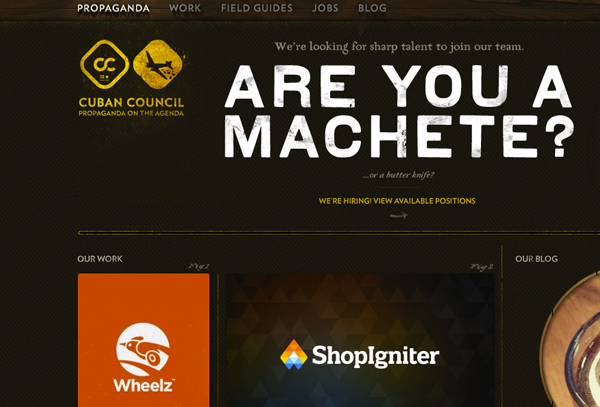 PROPAGANDA WORK FIELD GUIDES JOBS BLOG
CC
CUBAN COUNCIL
PROPAGANDA ON THE AGENDA
We're looking for sharp talent to join our team.
ARE YOU A
MACHETE?
...or a butter knife?
WE'RE HIRING! VIEW AVAILABLE POSITIONS
OUR WORK
Fig 1
Fig 2
OUR BLOG
Wheelz
ShopIgniter